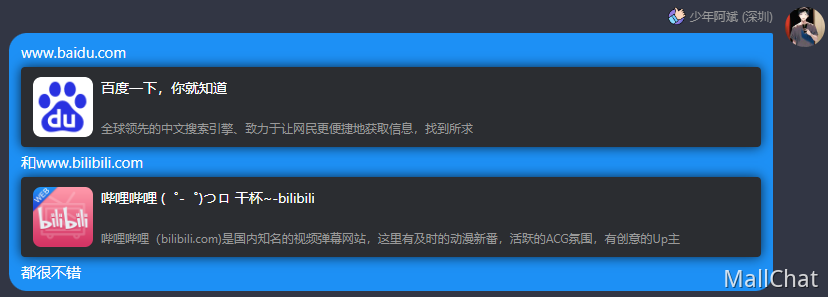 少年阿斌 (深圳)
www.baidu.com
百度一下，你就知道
du
全球领先的中文搜索引擎、致力于让网民更便捷地获取信息，找到所求
和www.bilibili.com
WEB
哔哩哔哩 (゜-゜)つロ 干杯~-bilibili
bilibili
哔哩哔哩（bilibili.com)是国内知名的视频弹幕网站，这里有及时的动漫新番，活跃的ACG氛围，有创意的Up主
都很不错
MallChat